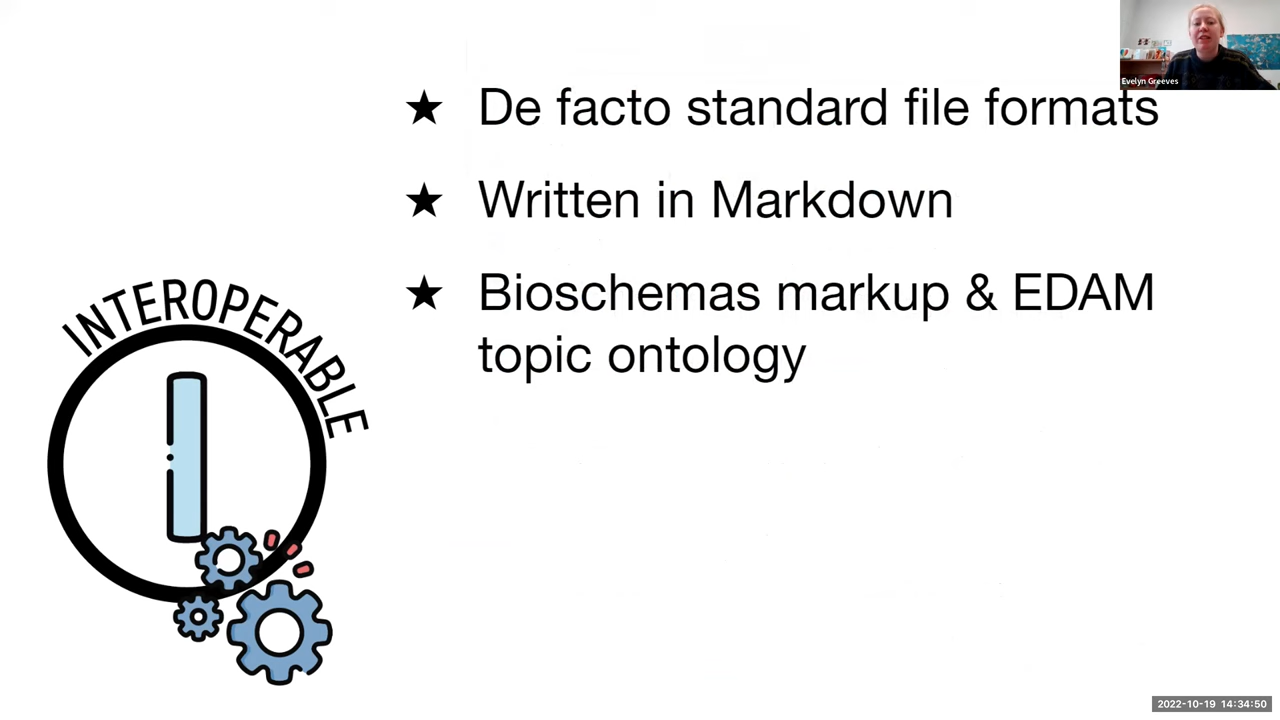 Evelyn Greeves
★ De facto standard file formats
★ Written in Markdown
★ Bioschemas markup & EDAM
topic ontology
INTEROPERABLE
I
2022-10-19 14:34:50